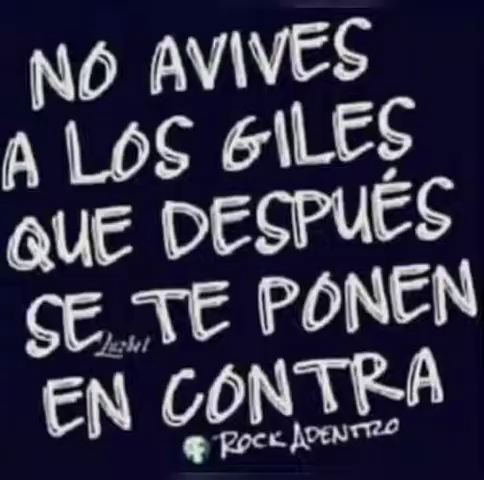 NO AVIVES
A LOS GILES
QUE DESPUÉS
SE TE PONEN
EN CONTRA
ROCK ADENTRO